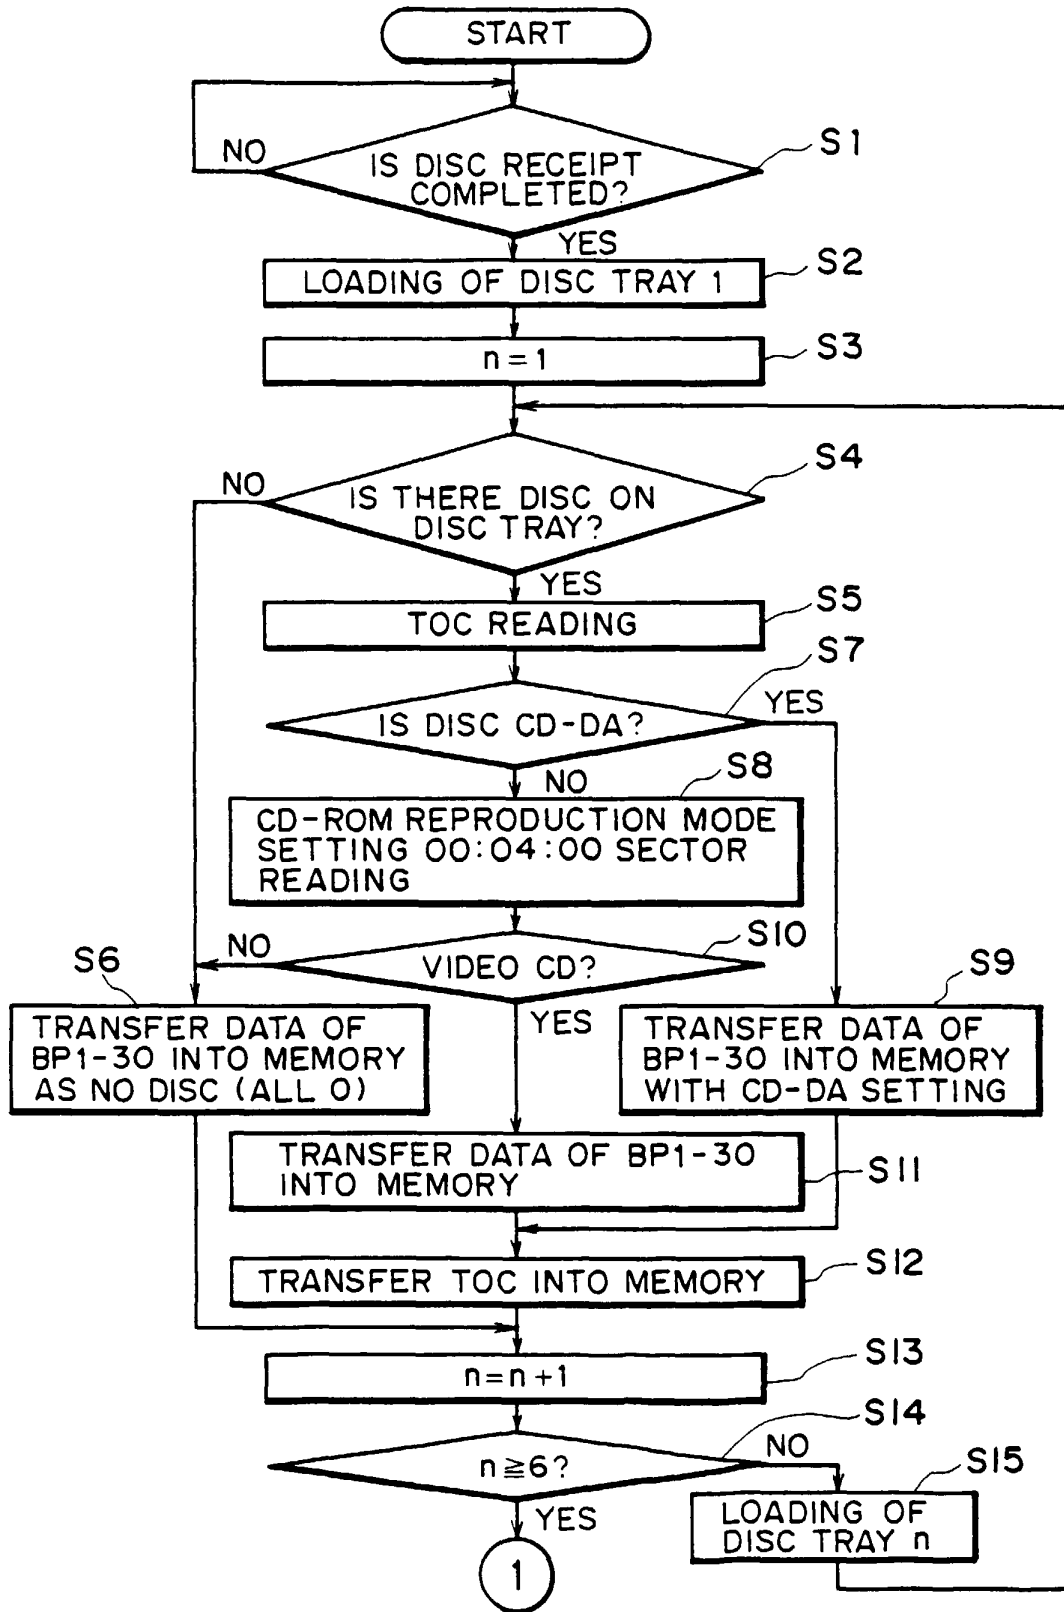 START
NO
IS DISC RECEIPT
COMPLETED?
S1
YES
LOADING OF DISC TRAY 1
S2
n=1
S3
NO
IS THERE DISC ON
DISC TRAY?
S4
YES
TOC READING
S5
IS DISC CD-DA?
S7
YES
NO
S8
CD-ROM REPRODUCTION MODE
SETTING 00:04:00 SECTOR
READING
NO
VIDEO CD?
S10
YES
S6
TRANSFER DATA OF
BP1-30 INTO MEMORY
AS NO DISC (ALL 0)
S9
TRANSFER DATA OF
BP1-30 INTO MEMORY
WITH CD-DA SETTING
TRANSFER DATA OF BP1-30
INTO MEMORY
S11
TRANSFER TOC INTO MEMORY
S12
n=n+1
S13
n≧6?
S14
NO
YES
S15
LOADING OF
DISC TRAY n
1